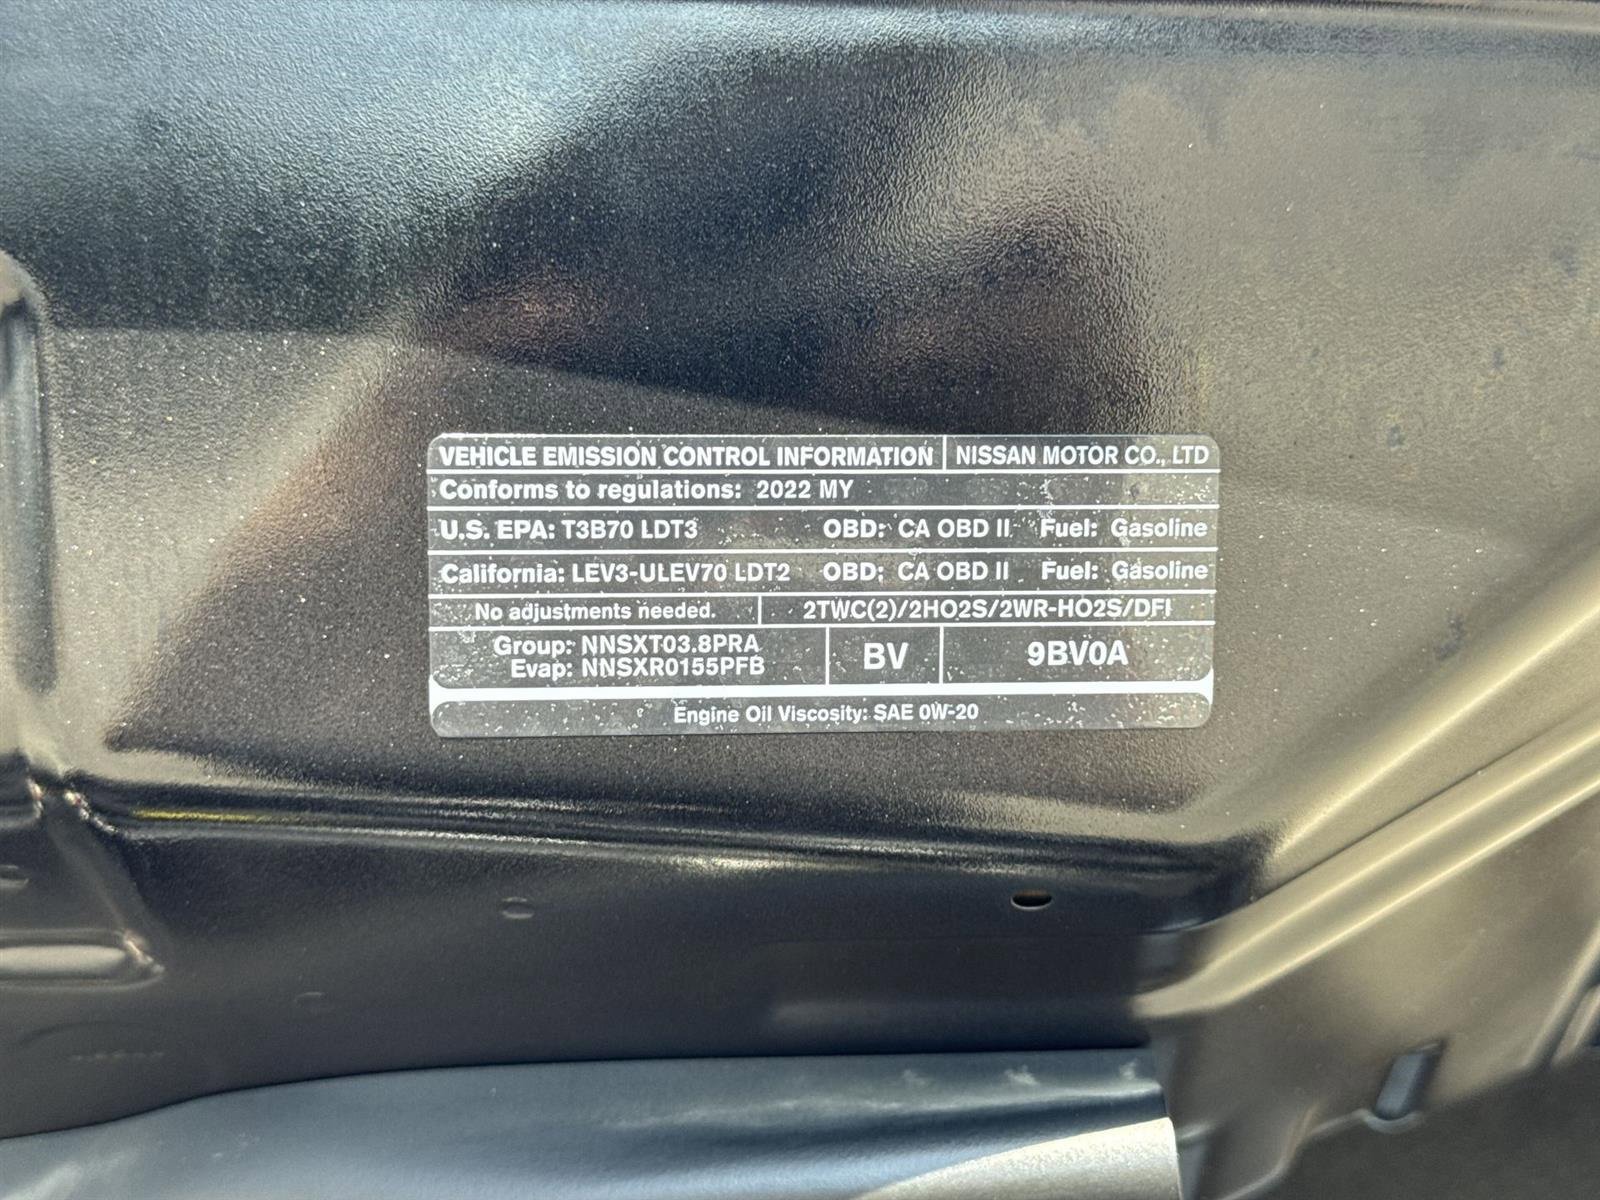 VEHICLE EMISSION CONTROL INFORMATION NISSAN MOTOR CO., LTD
Conforms to regulations: 2022 MY
U.S. EPA: T3B70 LDT3 OBD: CA OBD II Fuel: Gasoline
California: LEV3-ULEV70 LDT2 OBD: CA OBD II Fuel: Gasoline
No adjustments needed. 2TWC(2)/2HO2S/2WR-HO2S/DFI
Group: NNSXT03.8PRA
Evap: NNSXR0155PFB
BV
9BV0A
Engine Oil Viscosity: SAE 0W-20